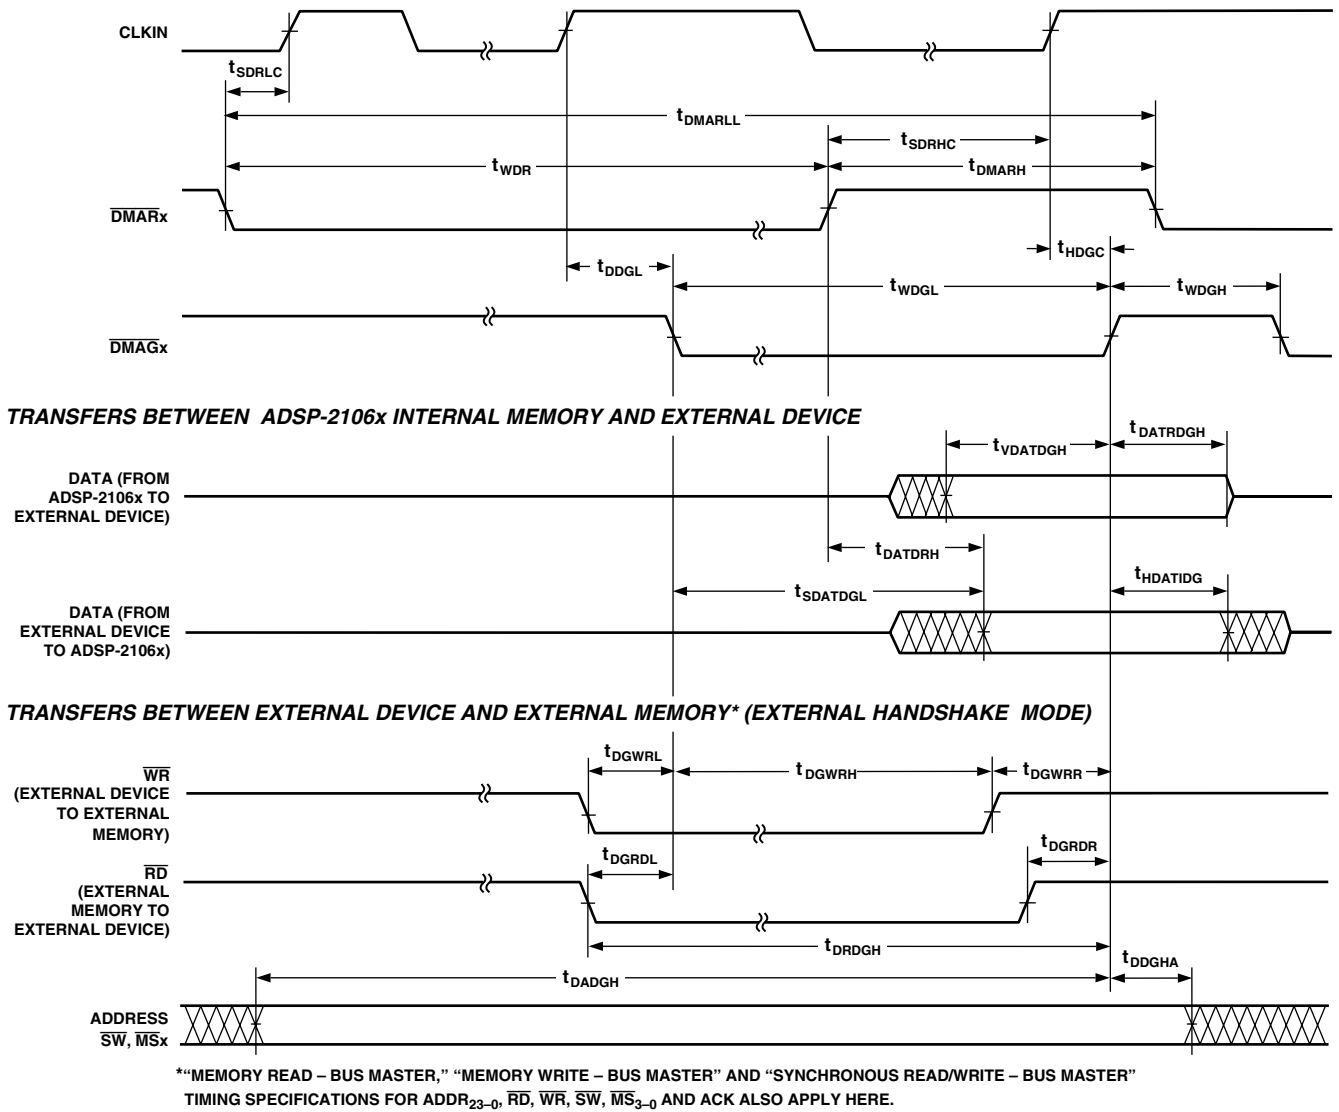 CLKIN
tSDRLC
tDMARLL
tSDRHC
tWDR
tDMARH
DMARx
tHDGC
tDDGL
tWDGL
tWDGH
DMAGx
TRANSFERS BETWEEN ADSP-2106x INTERNAL MEMORY AND EXTERNAL DEVICE
tDATRDGH
tVDATDGH
DATA (FROM
ADSP-2106x TO
EXTERNAL DEVICE)
tDATDRH
tHDATIDG
tSDATDGL
DATA (FROM
EXTERNAL DEVICE
TO ADSP-2106x)
TRANSFERS BETWEEN EXTERNAL DEVICE AND EXTERNAL MEMORY* (EXTERNAL HANDSHAKE MODE)
tDGWRL
tDGWRH
tDGWRR
WR
(EXTERNAL DEVICE
TO EXTERNAL
MEMORY)
tDGRDR
tDGRDL
RD
(EXTERNAL
MEMORY TO
EXTERNAL DEVICE)
tDRDGH
tDDGHA
tDADGH
ADDRESS
SW, MSx
*“MEMORY READ – BUS MASTER,” “MEMORY WRITE – BUS MASTER” AND “SYNCHRONOUS READ/WRITE – BUS MASTER”
TIMING SPECIFICATIONS FOR ADDR23–0, RD, WR, SW, MS3–0 AND ACK ALSO APPLY HERE.